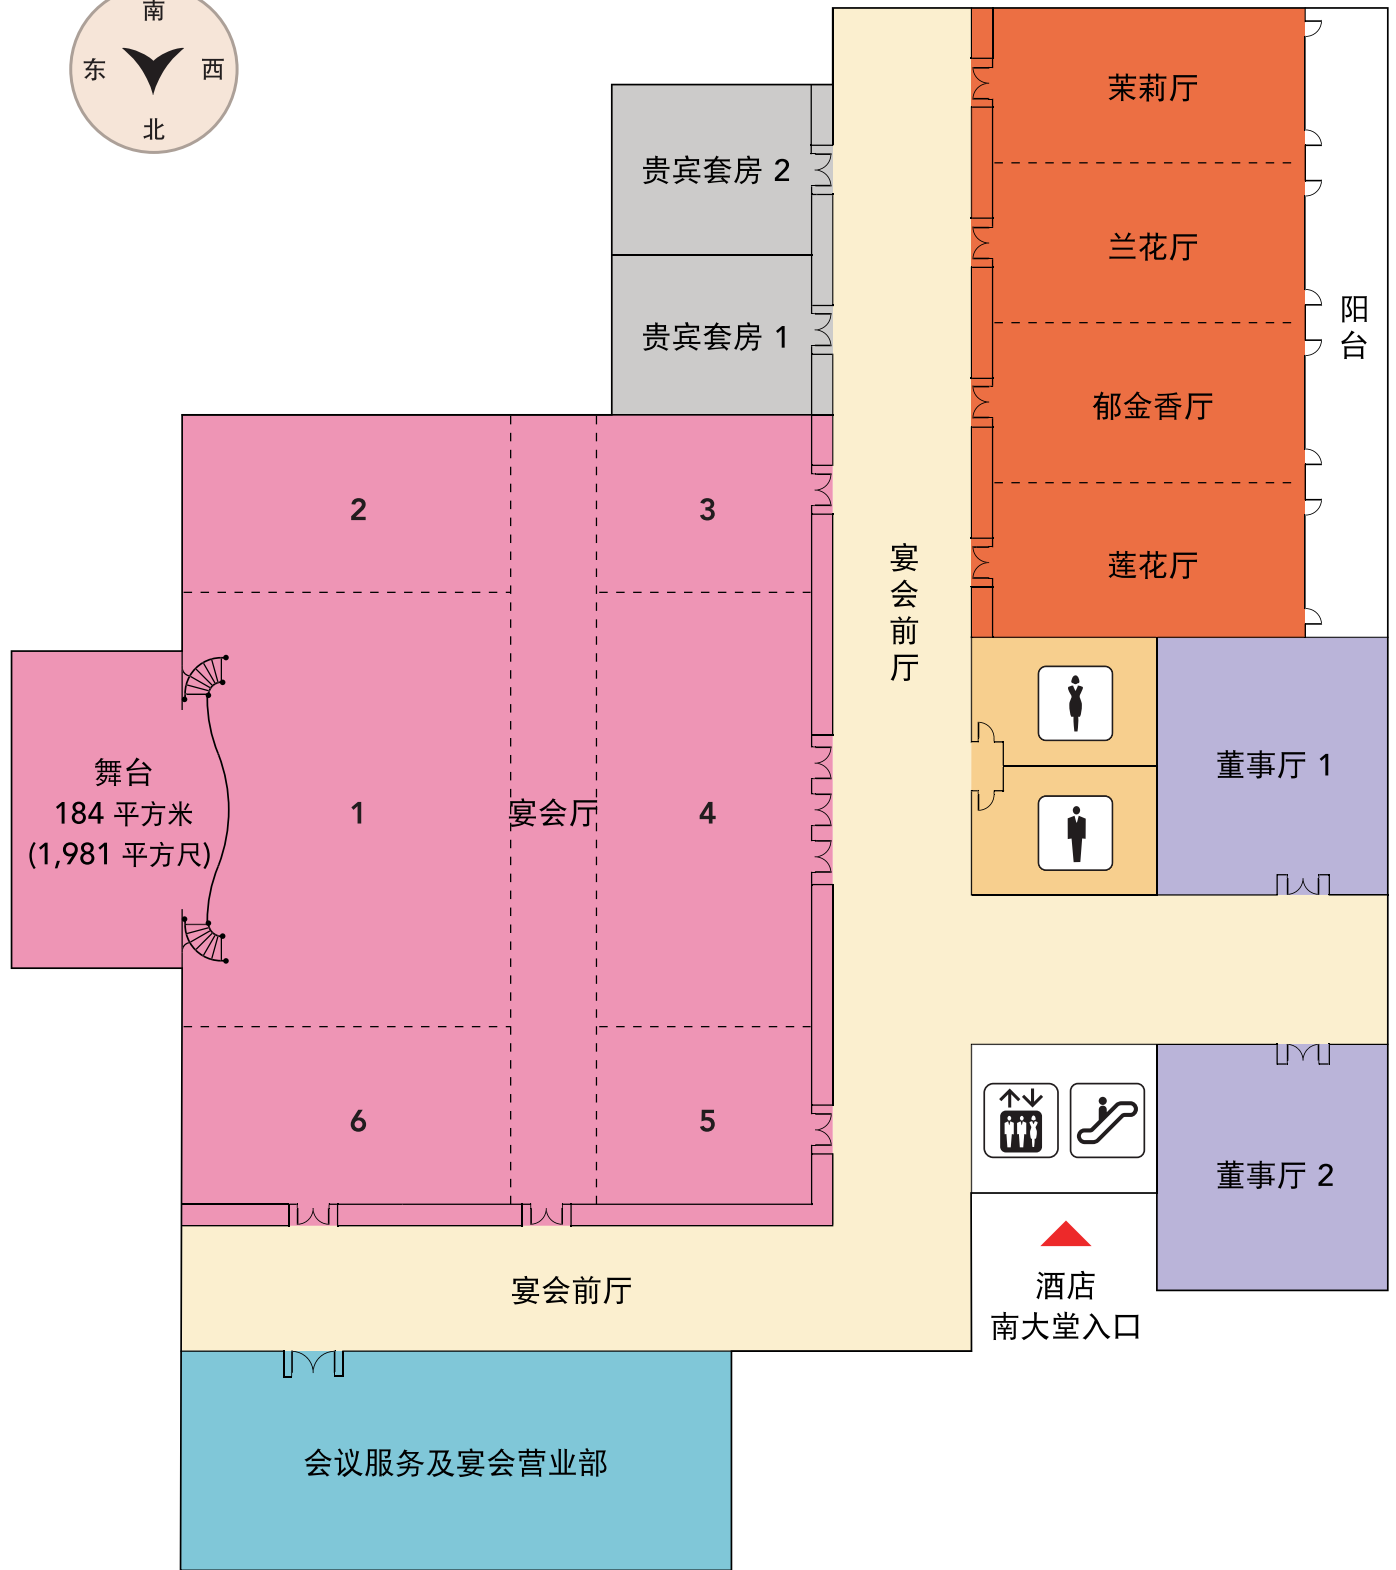 南
东
西
北
茉莉厅
贵宾套房 2
兰花厅
贵宾套房 1
阳台
郁金香厅
2
3
莲花厅
宴会前厅
舞台
184 平方米
(1,981 平方尺)
1
宴会厅
4
董事厅 1
6
5
董事厅 2
宴会前厅
酒店
南大堂入口
会议服务及宴会营业部